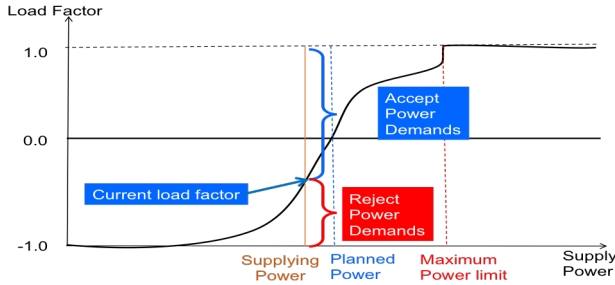 Load Factor
1.0
Accept
Power
Demands
0.0
Current load factor
Reject
Power
Demands
-1.0
Supplying
Power
Planned
Power
Maximum
Power limit
Supply
Power